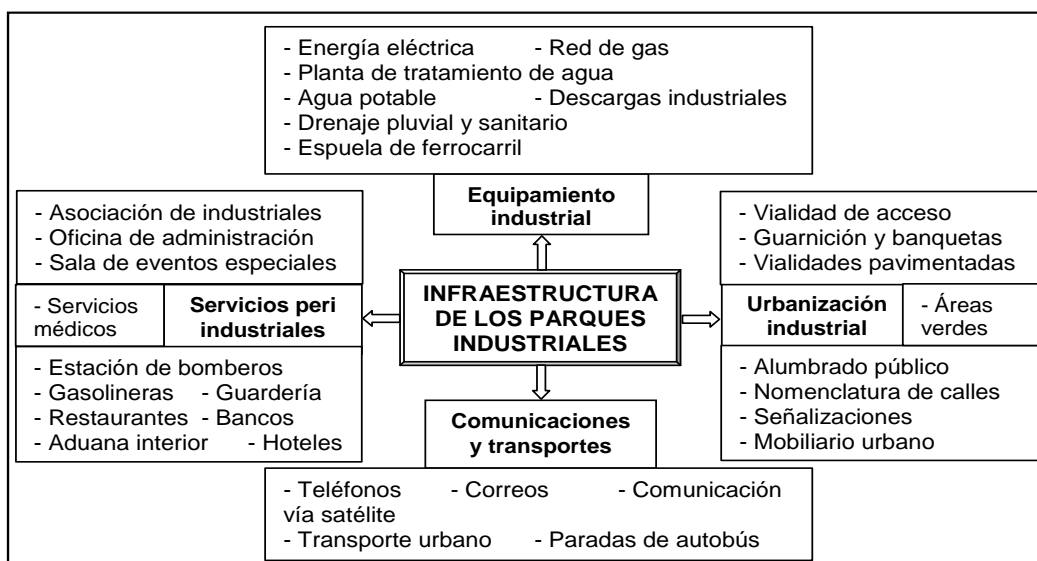 - Energía eléctrica - Red de gas
- Planta de tratamiento de agua
- Agua potable - Descargas industriales
- Drenaje pluvial y sanitario
- Espuela de ferrocarril
Equipamiento
industrial
- Asociación de industriales
- Oficina de administración
- Sala de eventos especiales
- Servicios
médicos
Servicios peri
industriales
- Estación de bomberos
- Gasolineras - Guardería
- Restaurantes - Bancos
- Aduana interior - Hoteles
INFRAESTRUCTURA
DE LOS PARQUES
INDUSTRIALES
- Vialidad de acceso
- Guarnición y banquetas
- Vialidades pavimentadas
Urbanización
industrial
- Áreas
verdes
- Alumbrado público
- Nomenclatura de calles
- Señalizaciones
- Mobiliario urbano
Comunicaciones
y transportes
- Teléfonos - Correos - Comunicación
vía satélite
- Transporte urbano - Paradas de autobús